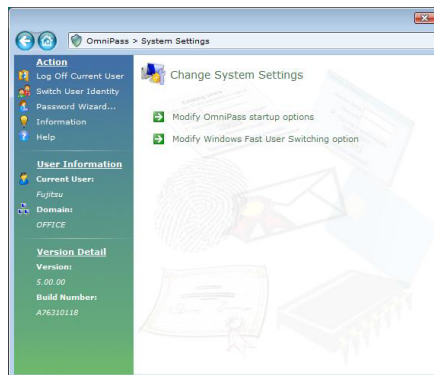 OmniPass > System Settings
Action
Log Off Current User
Switch User Identity
Password Wizard...
Information
Help
User Information
Current User:
Fujitsu
Domain:
OFFICE
Version Detail
Version:
5.00.00
Build Number:
A76310118
Change System Settings
Modify OmniPass startup options
Modify Windows Fast User Switching option